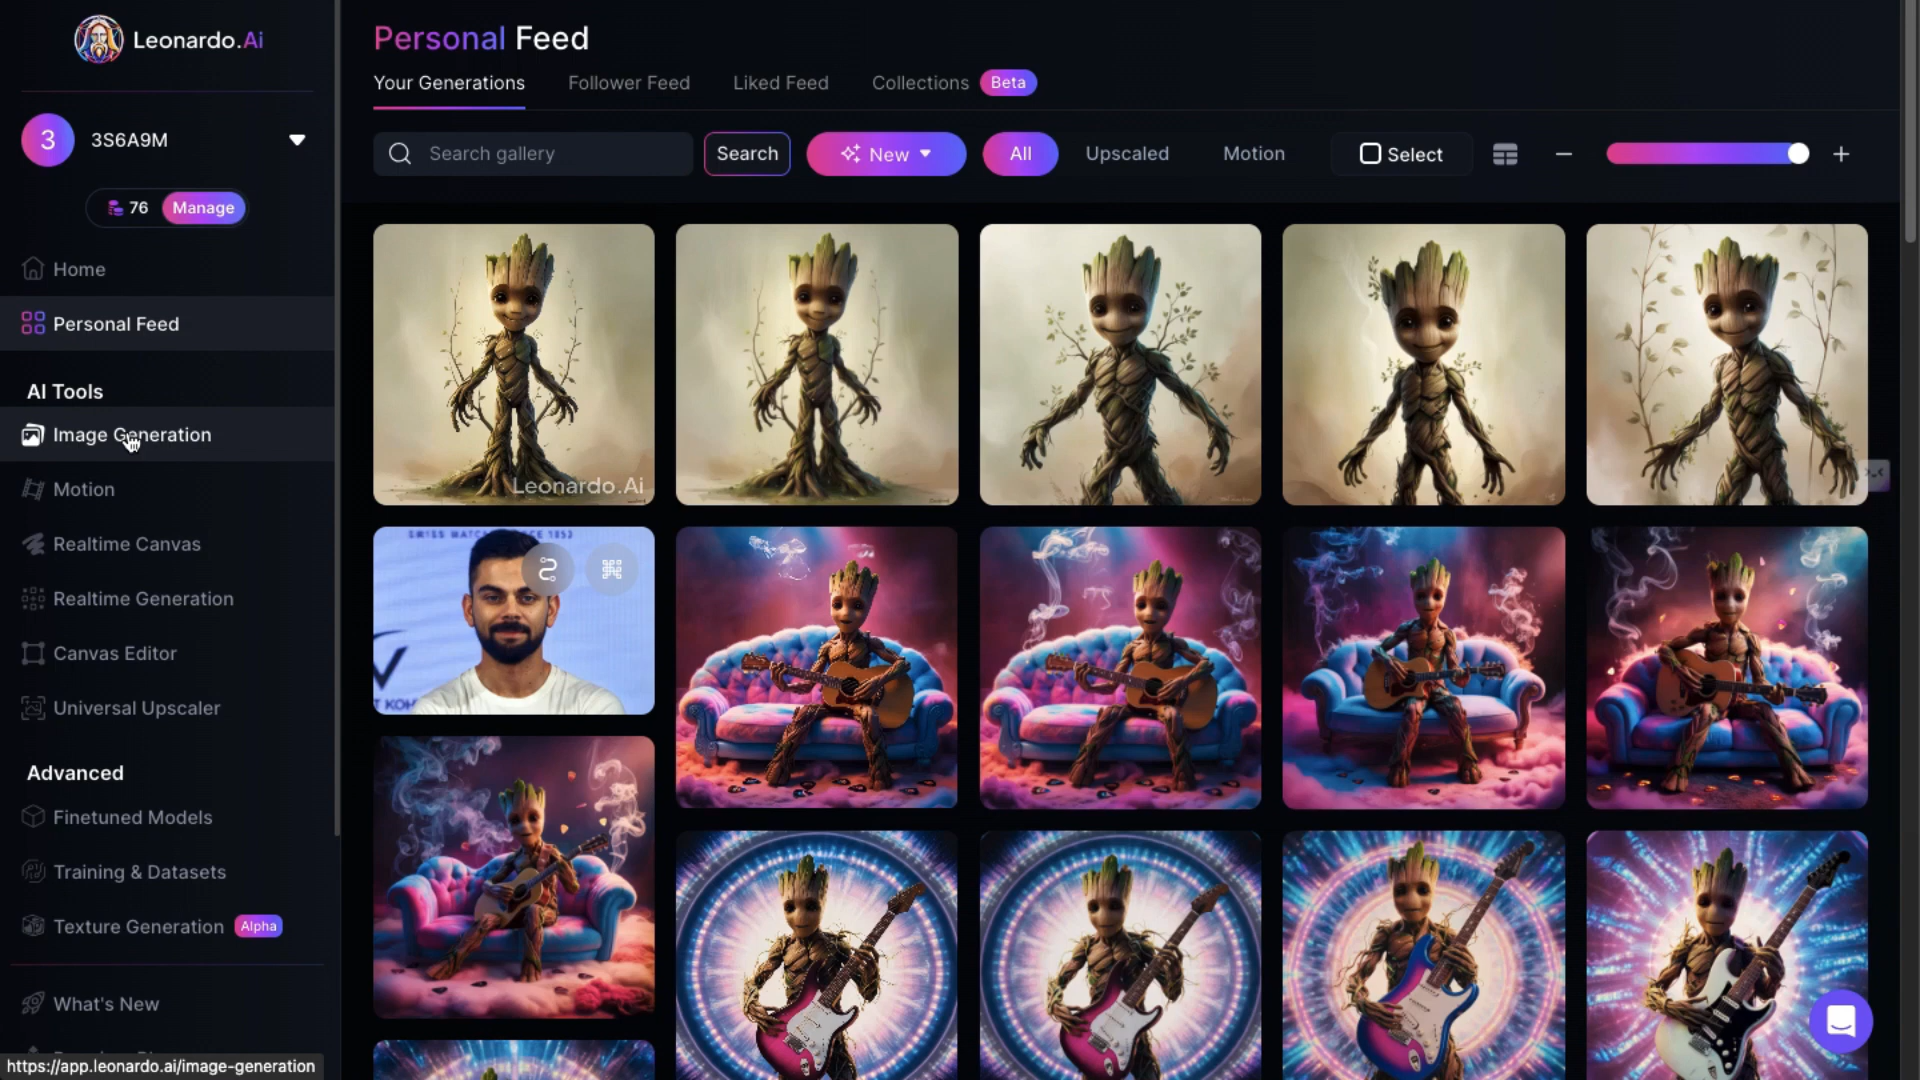 Leonardo.Ai
3
3S6A9M
76
Manage
Home
Personal Feed
AI Tools
Image Generation
Motion
Realtime Canvas
Realtime Generation
Canvas Editor
Universal Upscaler
Advanced
Finetuned Models
Training & Datasets
Texture Generation
Alpha
What's New
https://app.leonardo.ai/image-generation
Personal Feed
Your Generations
Follower Feed
Liked Feed
Collections
Beta
Search gallery
Search
New
All
Upscaled
Motion
Select
Leonardo.Ai